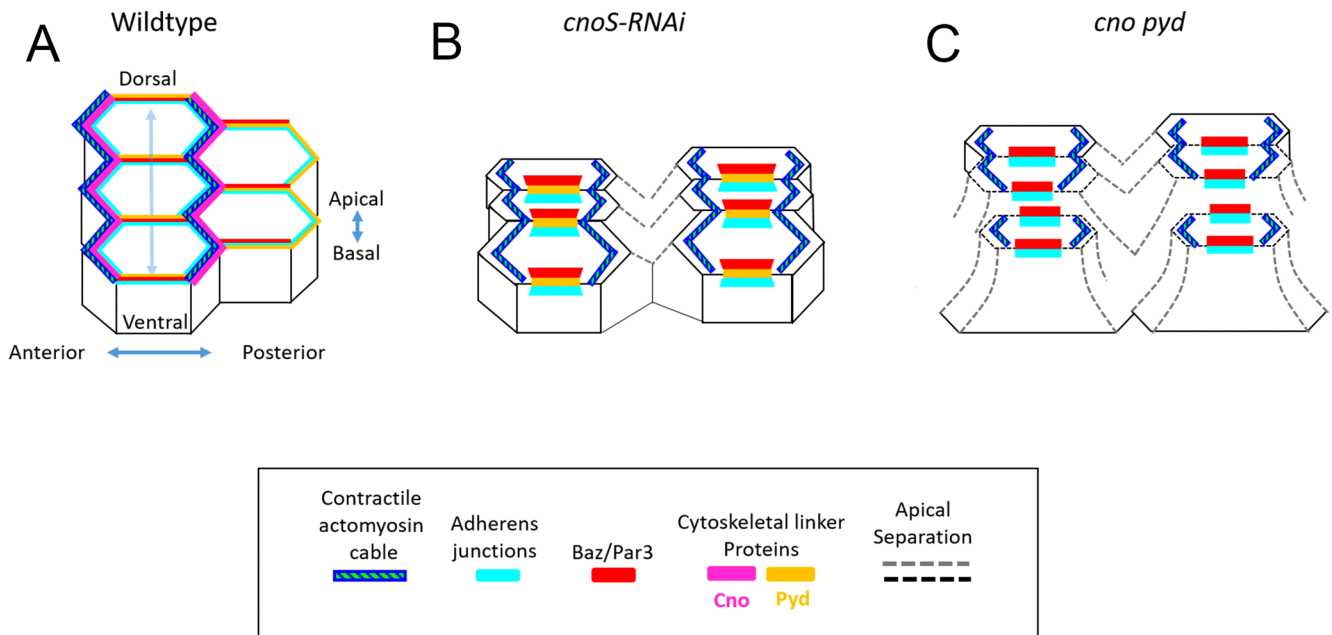 A
Wildtype
B
cnoS-RNAi
C
cno pyd
Dorsal
Apical
Basal
Ventral
Anterior
Posterior
Contractile
actomyosin
cable
Adherens
junctions
Baz/Par3
Cytoskeletal linker
Proteins
Cno
Pyd
Apical
Separation